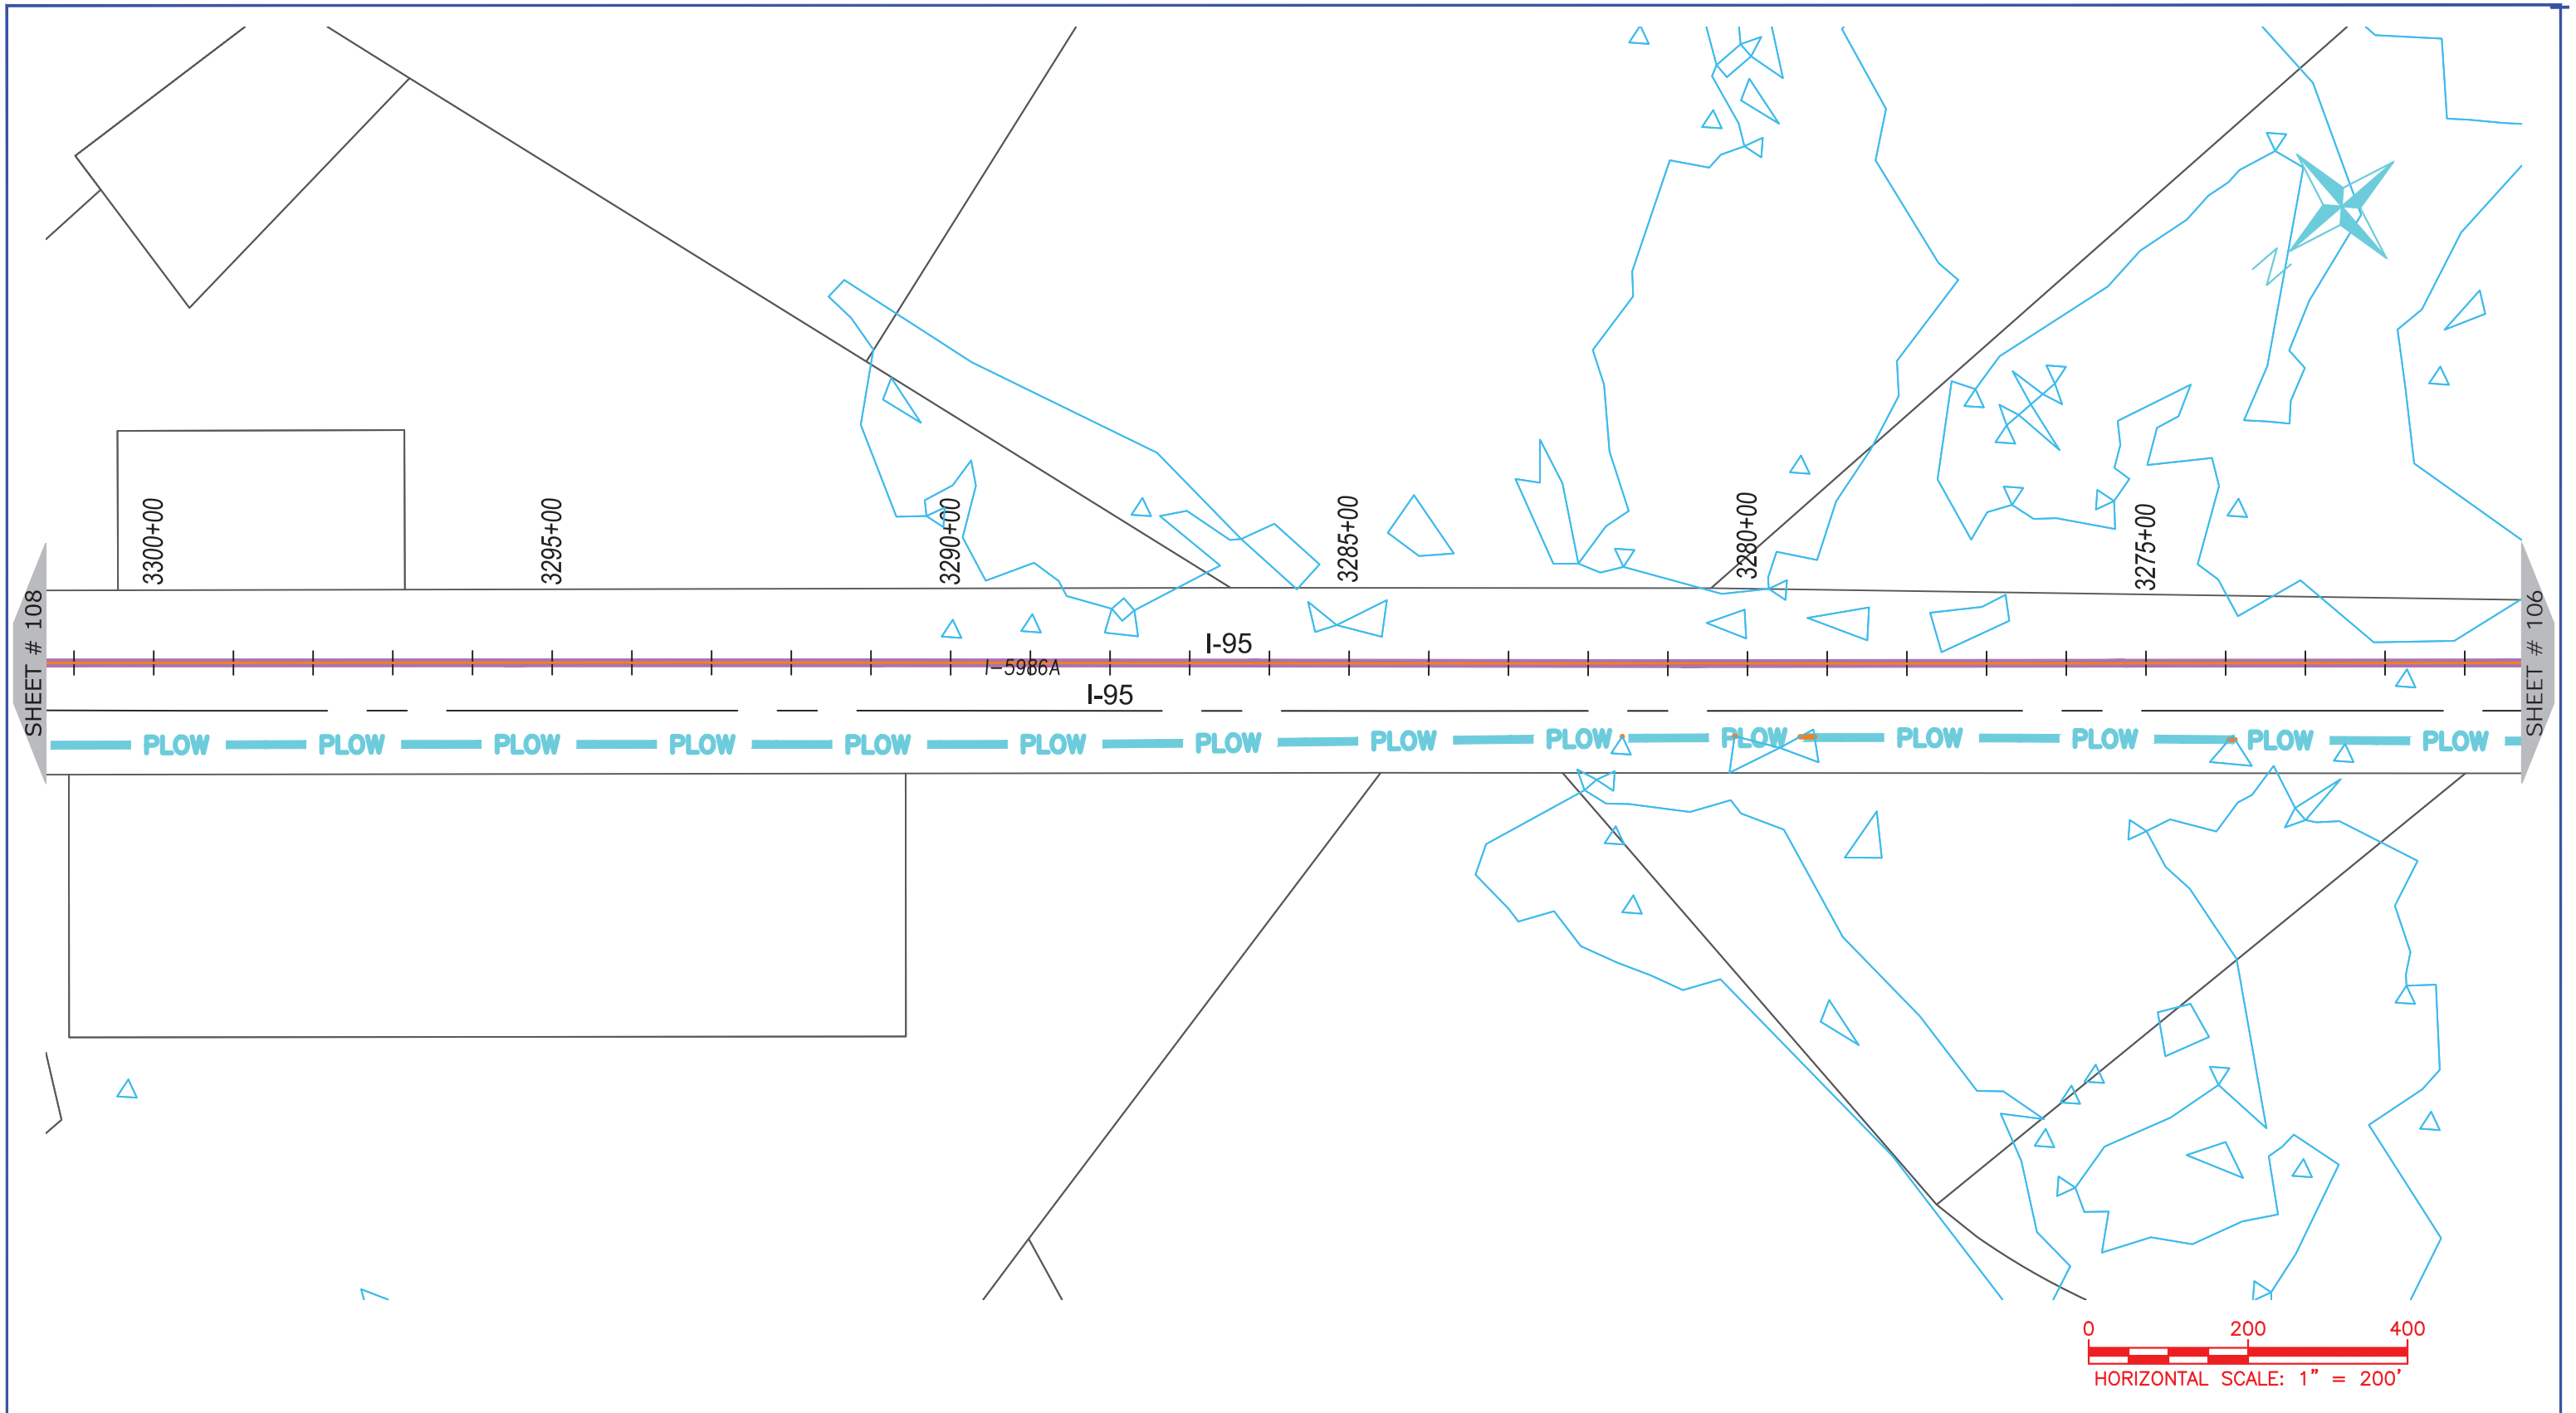 3300+00
3295+00
3290+00
3285+00
3280+00
3275+00
N
SHEET # 108
SHEET # 106
I-95
I-5986A
I-95
PLOW PLOW PLOW PLOW PLOW PLOW PLOW PLOW PLOW PLOW PLOW PLOW PLOW PLOW
0 200 400
HORIZONTAL SCALE: 1" = 200'